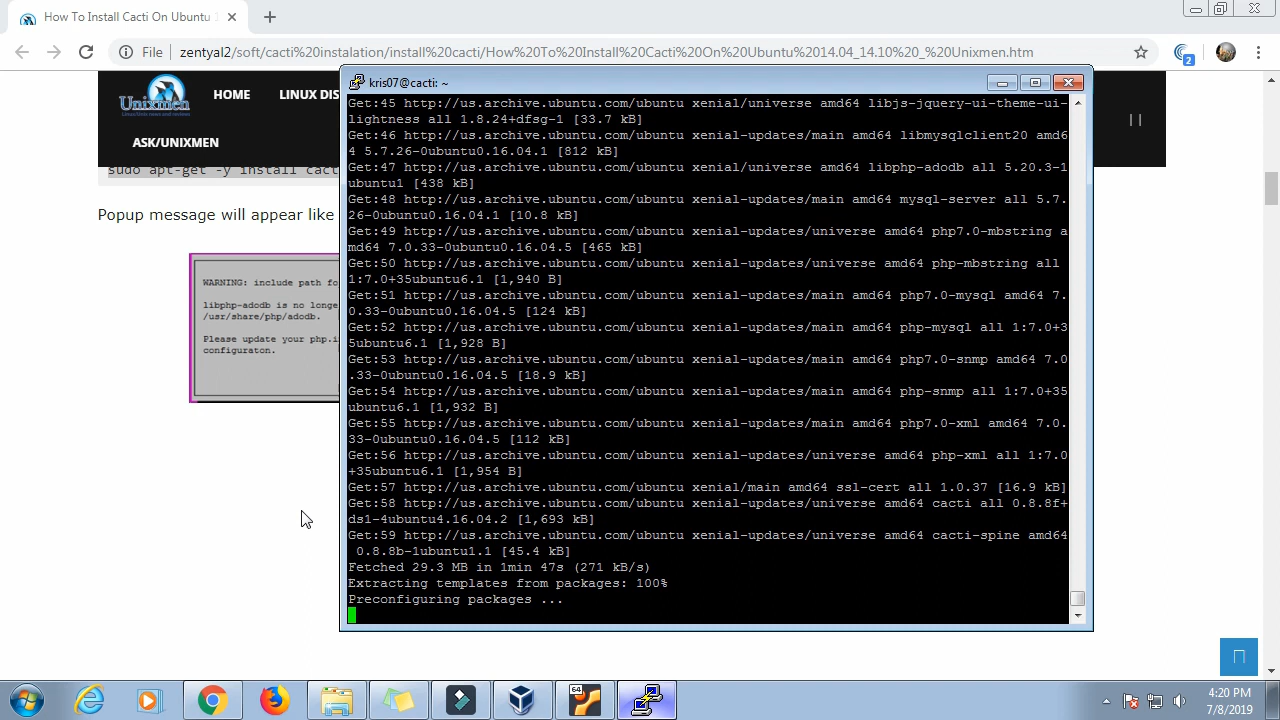 How To Install Cacti On Ubuntu 1
File
zentyal2/soft/cacti%20instalation/install%20cacti/How%20To%20Install%20Cacti%20On%20Ubuntu%2014.04_14.10%20_%20Unixmen.htm
2
Unixmen
HOME
LINUX DIS
ASK/UNIXMEN
sudo apt-get -y install cact
Popup message will appear like
WARNING: include path fo
libphp-adodb is no longe
/usr/share/php/adodb.
Please update your php.i
configuraton.
kris07@cacti: ~
Get:45 http://us.archive.ubuntu.com/ubuntu xenial/universe amd64 libjs-jquery-ui-theme-ui-
lightness all 1.8.24+dfsg-1 [33.7 kB]
Get:46 http://us.archive.ubuntu.com/ubuntu xenial-updates/main amd64 libmysqlclient20 amd6
4 5.7.26-0ubuntu0.16.04.1 [812 kB]
Get:47 http://us.archive.ubuntu.com/ubuntu xenial/universe amd64 libphp-adodb all 5.20.3-1
ubuntu1 [438 kB]
Get:48 http://us.archive.ubuntu.com/ubuntu xenial-updates/main amd64 mysql-server all 5.7.
26-0ubuntu0.16.04.1 [10.8 kB]
Get:49 http://us.archive.ubuntu.com/ubuntu xenial-updates/universe amd64 php7.0-mbstring a
md64 7.0.33-0ubuntu0.16.04.5 [465 kB]
Get:50 http://us.archive.ubuntu.com/ubuntu xenial-updates/universe amd64 php-mbstring all
1:7.0+35ubuntu6.1 [1,940 B]
Get:51 http://us.archive.ubuntu.com/ubuntu xenial-updates/main amd64 php7.0-mysql amd64 7.
0.33-0ubuntu0.16.04.5 [124 kB]
Get:52 http://us.archive.ubuntu.com/ubuntu xenial-updates/main amd64 php-mysql all 1:7.0+3
5ubuntu6.1 [1,928 B]
Get:53 http://us.archive.ubuntu.com/ubuntu xenial-updates/main amd64 php7.0-snmp amd64 7.0
.33-0ubuntu0.16.04.5 [18.9 kB]
Get:54 http://us.archive.ubuntu.com/ubuntu xenial-updates/main amd64 php-snmp all 1:7.0+35
ubuntu6.1 [1,932 B]
Get:55 http://us.archive.ubuntu.com/ubuntu xenial-updates/main amd64 php7.0-xml amd64 7.0.
33-0ubuntu0.16.04.5 [112 kB]
Get:56 http://us.archive.ubuntu.com/ubuntu xenial-updates/universe amd64 php-xml all 1:7.0
+35ubuntu6.1 [1,954 B]
Get:57 http://us.archive.ubuntu.com/ubuntu xenial/main amd64 ssl-cert all 1.0.37 [16.9 kB]
Get:58 http://us.archive.ubuntu.com/ubuntu xenial-updates/universe amd64 cacti all 0.8.8f+
ds1-4ubuntu4.16.04.2 [1,693 kB]
Get:59 http://us.archive.ubuntu.com/ubuntu xenial-updates/universe amd64 cacti-spine amd64
0.8.8b-1ubuntu1.1 [45.4 kB]
Fetched 29.3 MB in 1min 47s (271 kB/s)
Extracting templates from packages: 100%
Preconfiguring packages ...
64
4:20 PM
7/8/2019